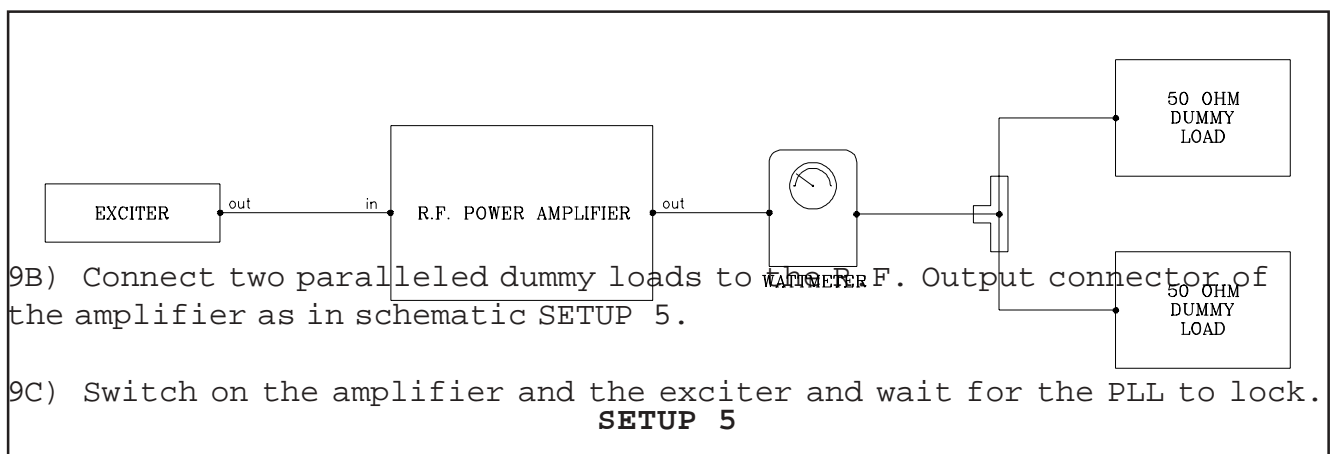 50 OHM
DUMMY
LOAD
EXCITER
out
in
R.F. POWER AMPLIFIER
out
WATTMETER
9B) Connect two paralleled dummy loads to the R.F. Output connector of
the amplifier as in schematic SETUP 5.
50 OHM
DUMMY
LOAD
9C) Switch on the amplifier and the exciter and wait for the PLL to lock.
SETUP 5